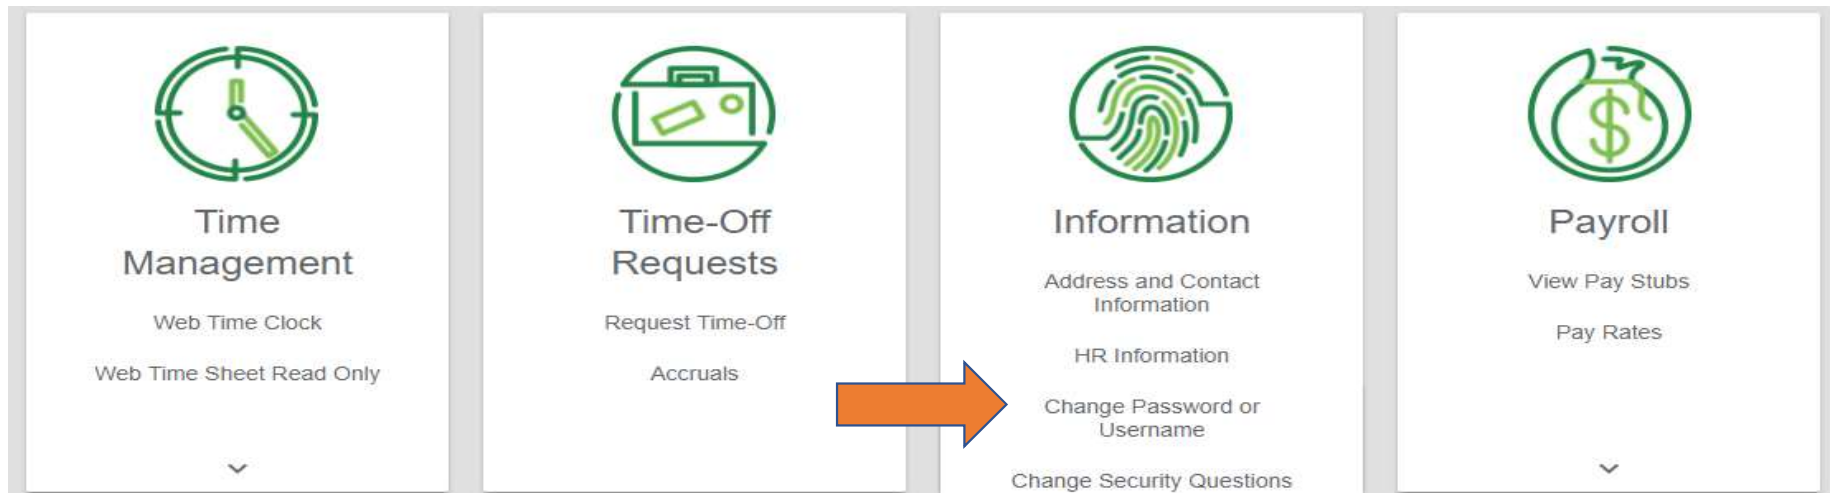 Time
Management
Web Time Clock
Web Time Sheet Read Only
Time-Off
Requests
Request Time-Off
Accruals
Information
Address and Contact
Information
HR Information
Change Password or
Username
Change Security Questions
$
Payroll
View Pay Stubs
Pay Rates